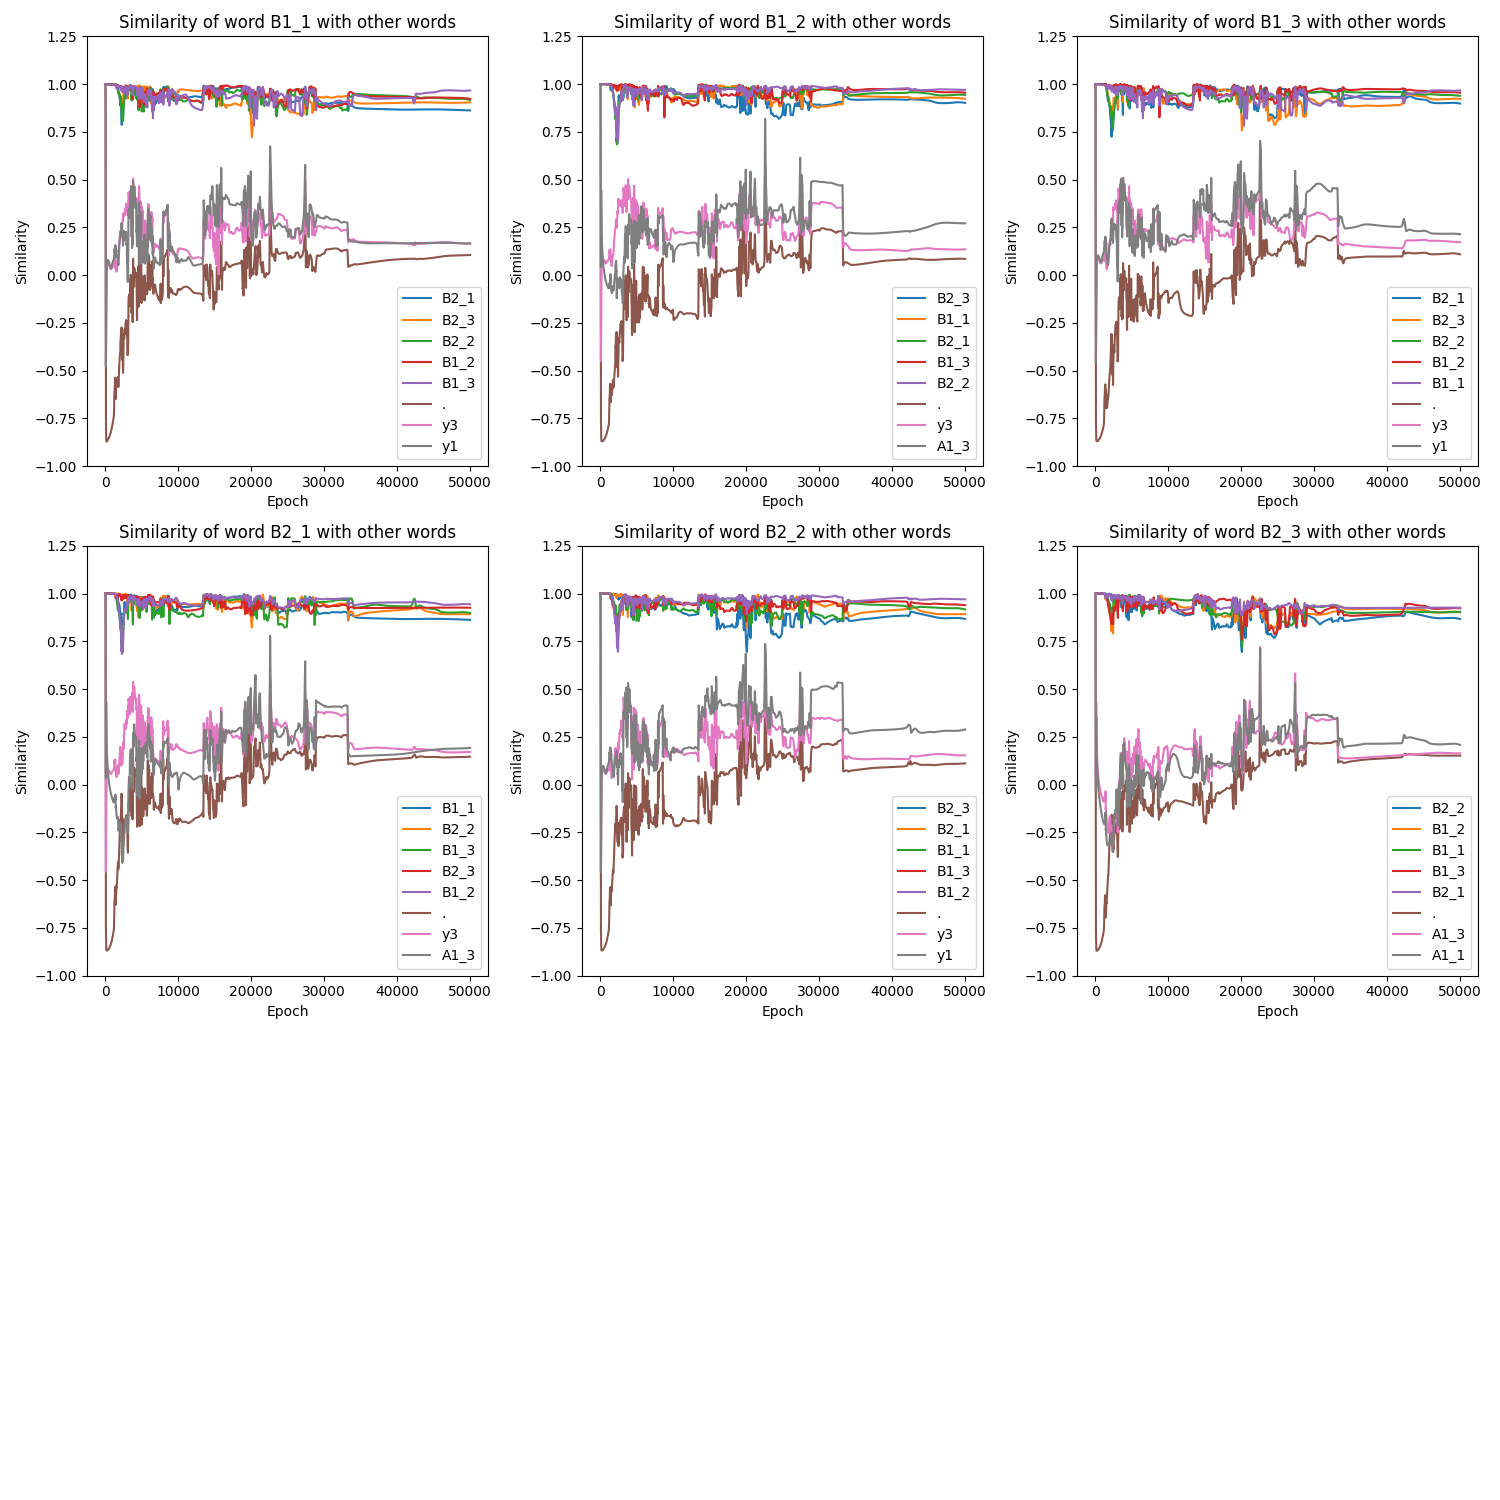 Similarity of word B1_1 with other words
1.25
1.00
0.75
0.50
0.25
0.00
−0.25
−0.50
−0.75
−1.00
Similarity
0 10000 20000 30000 40000 50000
Epoch
B2_1
B2_3
B2_2
B1_2
B1_3
.
y3
y1
Similarity of word B1_2 with other words
1.25
1.00
0.75
0.50
0.25
0.00
−0.25
−0.50
−0.75
−1.00
Similarity
0 10000 20000 30000 40000 50000
Epoch
B2_3
B1_1
B2_1
B1_3
B2_2
.
y3
A1_3
Similarity of word B1_3 with other words
1.25
1.00
0.75
0.50
0.25
0.00
−0.25
−0.50
−0.75
−1.00
Similarity
0 10000 20000 30000 40000 50000
Epoch
B2_1
B2_3
B2_2
B1_2
B1_1
.
y3
y1
Similarity of word B2_1 with other words
1.25
1.00
0.75
0.50
0.25
0.00
−0.25
−0.50
−0.75
−1.00
Similarity
0 10000 20000 30000 40000 50000
Epoch
B1_1
B2_2
B1_3
B2_3
B1_2
.
y3
A1_3
Similarity of word B2_2 with other words
1.25
1.00
0.75
0.50
0.25
0.00
−0.25
−0.50
−0.75
−1.00
Similarity
0 10000 20000 30000 40000 50000
Epoch
B2_3
B2_1
B1_1
B1_3
B1_2
.
y3
y1
Similarity of word B2_3 with other words
1.25
1.00
0.75
0.50
0.25
0.00
−0.25
−0.50
−0.75
−1.00
Similarity
0 10000 20000 30000 40000 50000
Epoch
B2_2
B1_2
B1_1
B1_3
B2_1
.
A1_3
A1_1